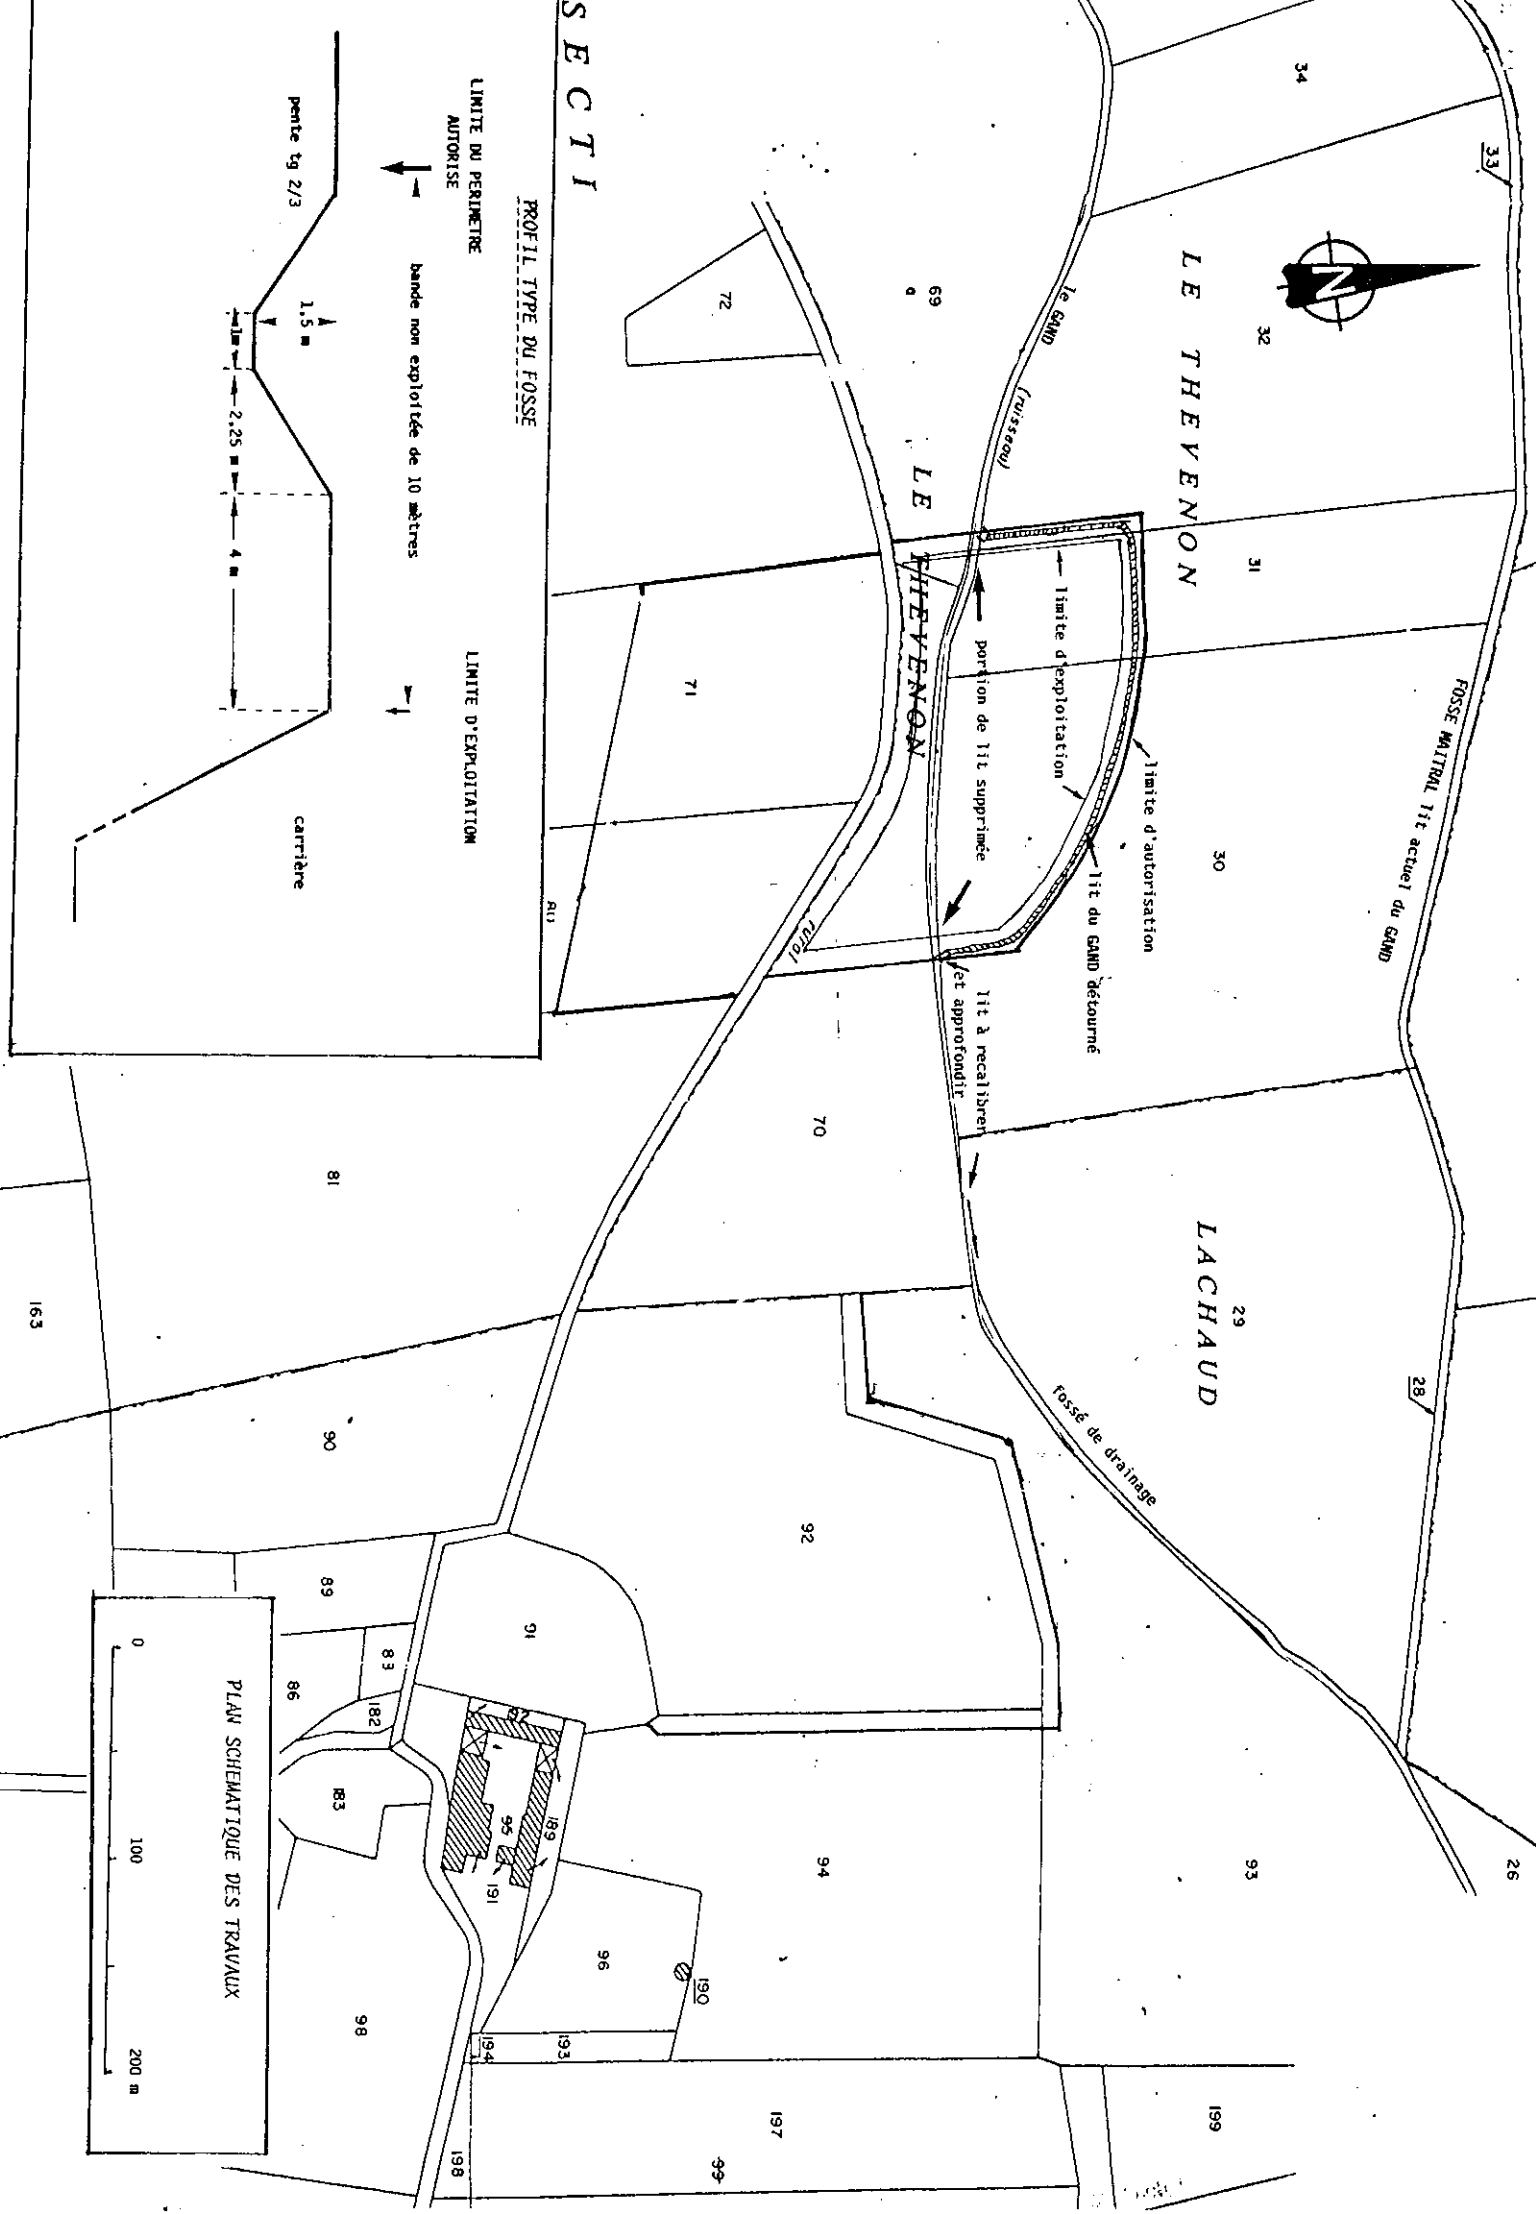 SECTI
PROFIL TYPE DU FOSSE
LIMITE DU PERIMETRE
AUTORISE
LIMITE D'EXPLOITATION
bande non exploitée de 10 mètres
pente tg 2/3
1,5 m
1m
2,25 m
4 m
carrière
34
33
LE THEVENON
32
le GAND
(ruisseau)
69
72
31
30
FOSSE MAITRAL lit actuel du GAND
limite d'autorisation
lit du GAND détourné
limite d'exploitation
portion de lit supprimée
LE
THEVENON
lit à recalibrer
et approfondir
71
rural
70
N
LACHAUD
29
28
fossé de drainage
26
93
92
94
81
163
90
89
91
83
86
182
183
95
189
191
96
190
193
194
98
197
99
198
199
PLAN SCHEMATIQUE DES TRAVAUX
0
100
200 m